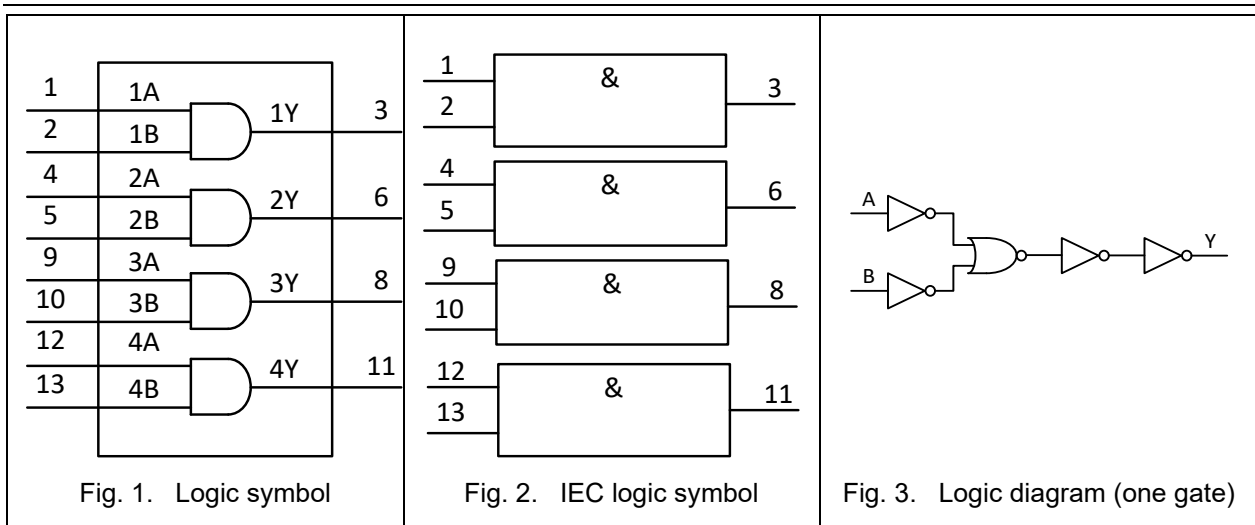 1
1A
1Y
3
2
1B
4
2A
2Y
6
5
2B
9
3A
3Y
8
10
3B
12
4A
4Y
11
13
4B
Fig. 1. Logic symbol
1
&
3
2
4
&
6
5
9
&
8
10
12
&
11
13
Fig. 2. IEC logic symbol
A
Y
B
Fig. 3. Logic diagram (one gate)